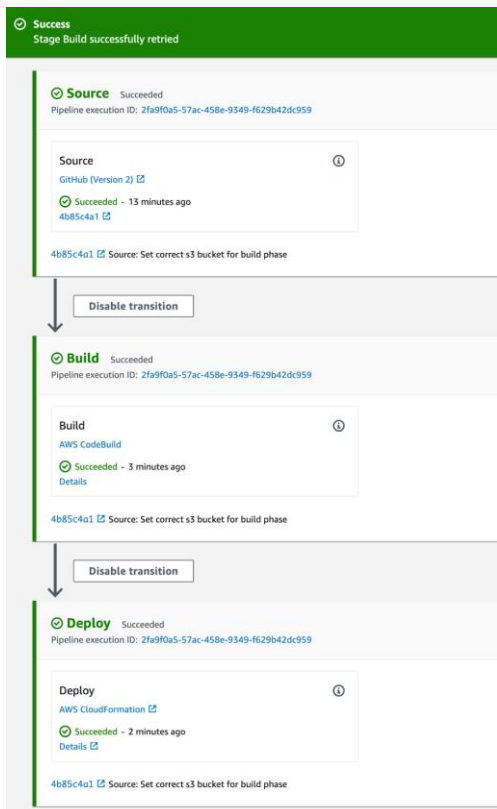 Success
Stage Build successfully retried
Source Succeeded
Pipeline execution ID: 2fa9f0a5-57ac-458e-9349-f629b42dc959
Source
GitHub (Version 2)
Succeeded - 13 minutes ago
4b85c4a1
4b85c4a1 Source: Set correct s3 bucket for build phase
Disable transition
Build Succeeded
Pipeline execution ID: 2fa9f0a5-57ac-458e-9349-f629b42dc959
Build
AWS CodeBuild
Succeeded - 3 minutes ago
Details
4b85c4a1 Source: Set correct s3 bucket for build phase
Disable transition
Deploy Succeeded
Pipeline execution ID: 2fa9f0a5-57ac-458e-9349-f629b42dc959
Deploy
AWS CloudFormation
Succeeded - 2 minutes ago
Details
4b85c4a1 Source: Set correct s3 bucket for build phase